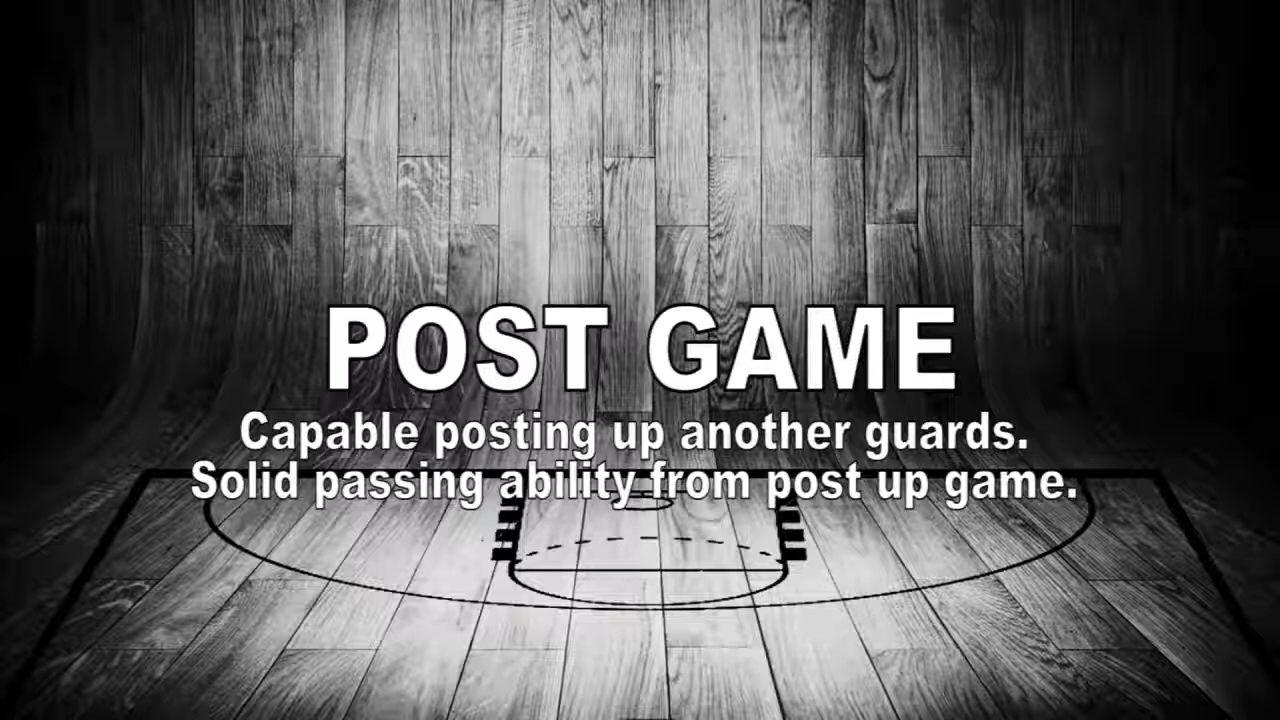 POST GAME
Capable posting up another guards.
Solid passing ability from post up game.